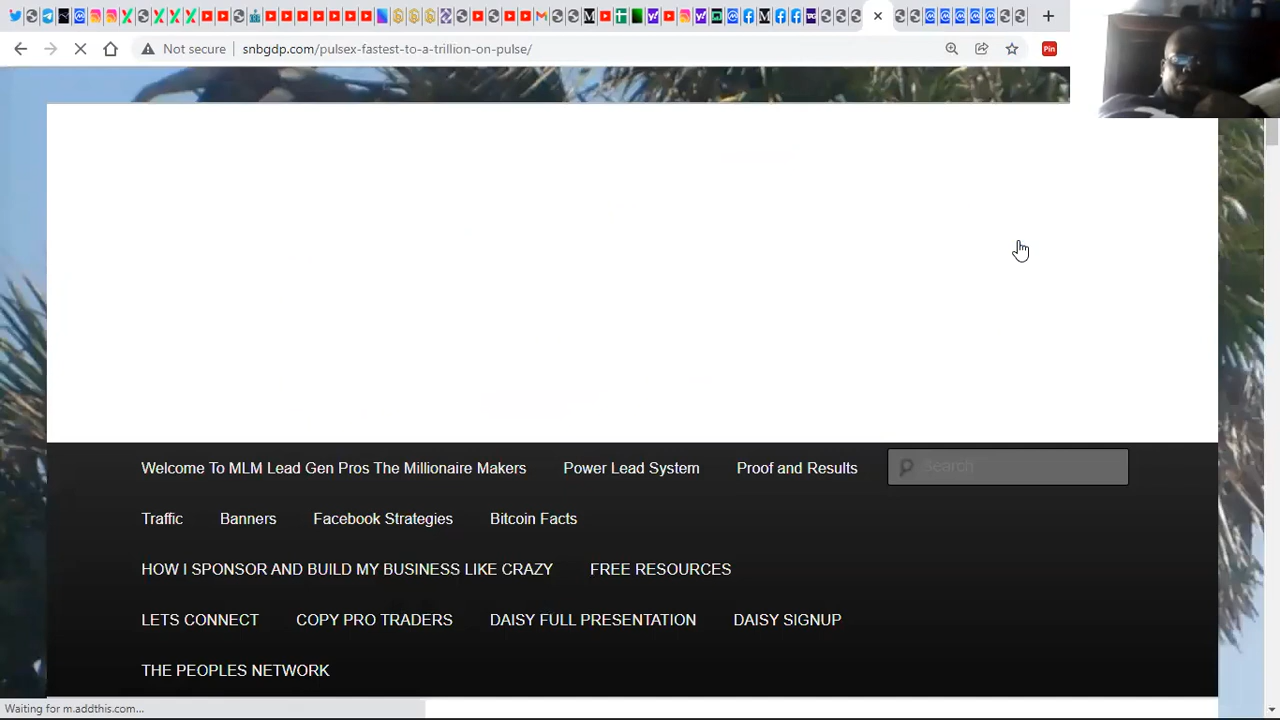 Not secure snbgdp.com/pulsex-fastest-to-a-trillion-on-pulse/ Pin
Welcome To MLM Lead Gen Pros The Millionaire Makers Power Lead System Proof and Results Search
Traffic Banners Facebook Strategies Bitcoin Facts
HOW I SPONSOR AND BUILD MY BUSINESS LIKE CRAZY FREE RESOURCES
LETS CONNECT COPY PRO TRADERS DAISY FULL PRESENTATION DAISY SIGNUP
THE PEOPLES NETWORK
Waiting for m.addthis.com...